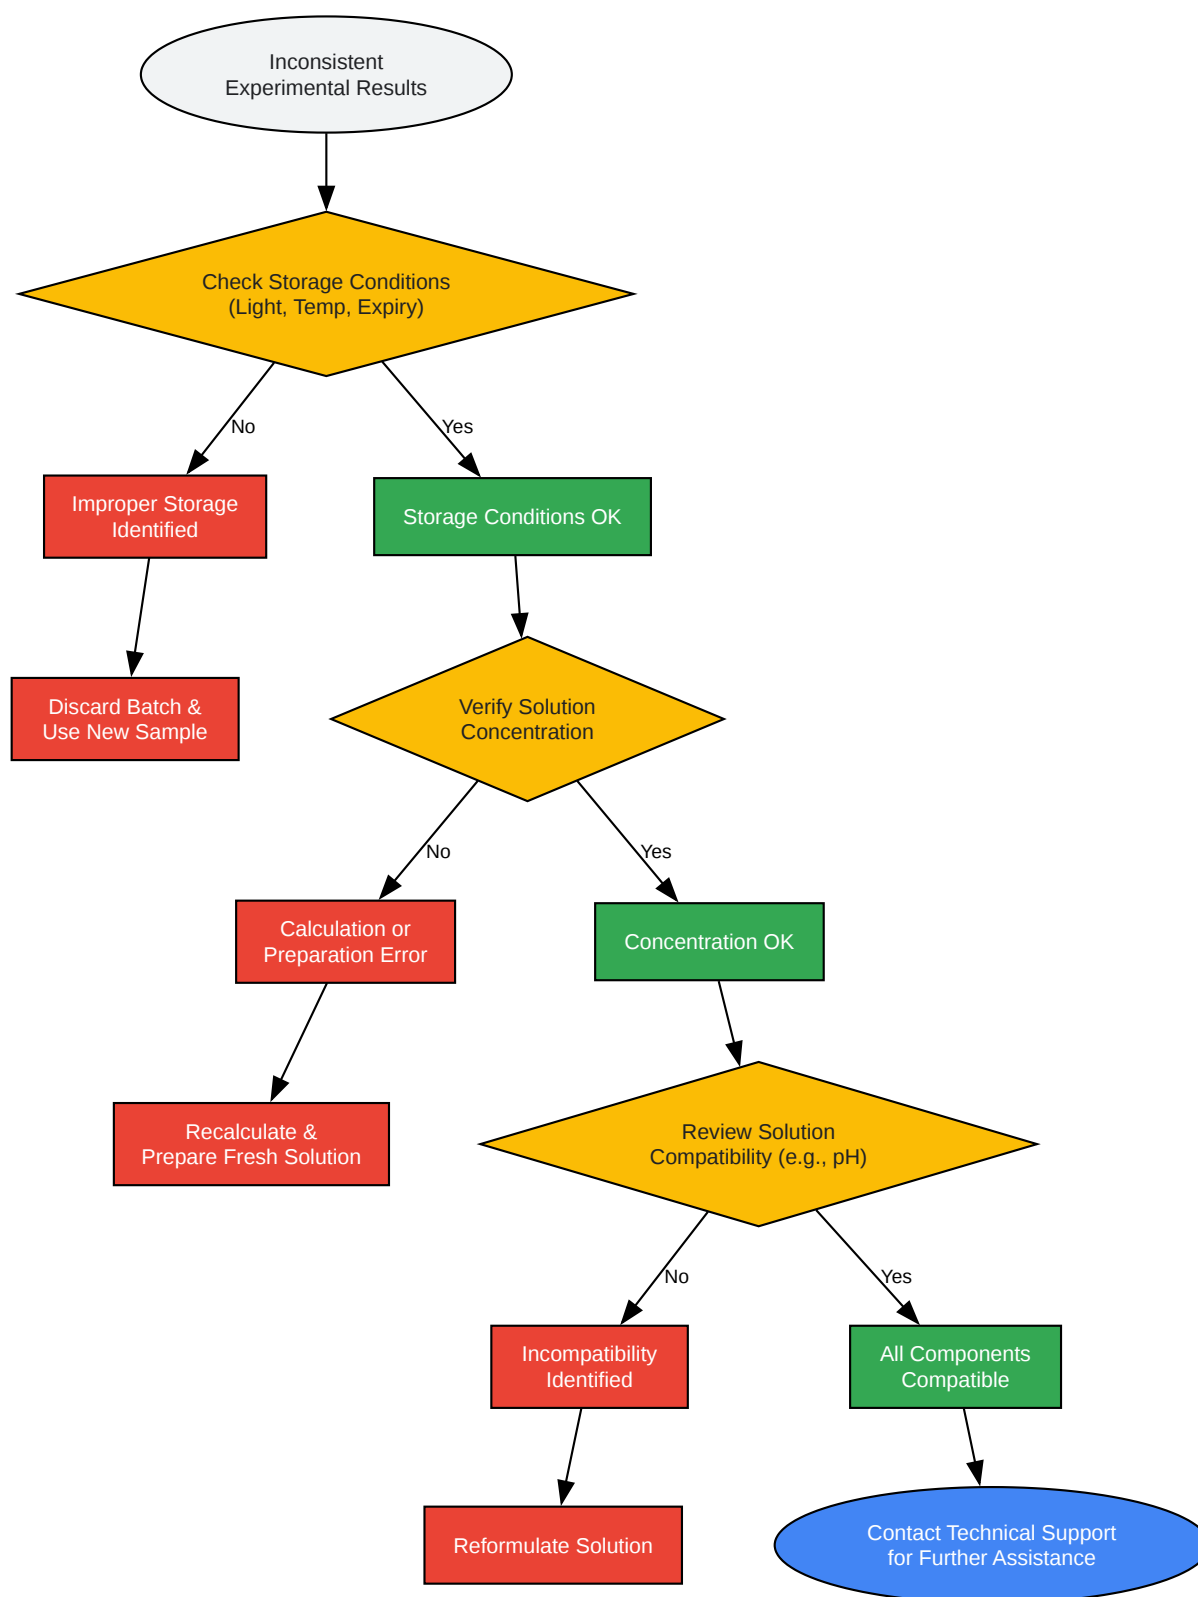 Inconsistent
Experimental Results
Check Storage Conditions
(Light, Temp, Expiry)
No
Yes
Improper Storage
Identified
Storage Conditions OK
Discard Batch &
Use New Sample
Verify Solution
Concentration
No
Yes
Calculation or
Preparation Error
Concentration OK
Recalculate &
Prepare Fresh Solution
Review Solution
Compatibility (e.g., pH)
No
Yes
Incompatibility
Identified
All Components
Compatible
Reformulate Solution
Contact Technical Support
for Further Assistance